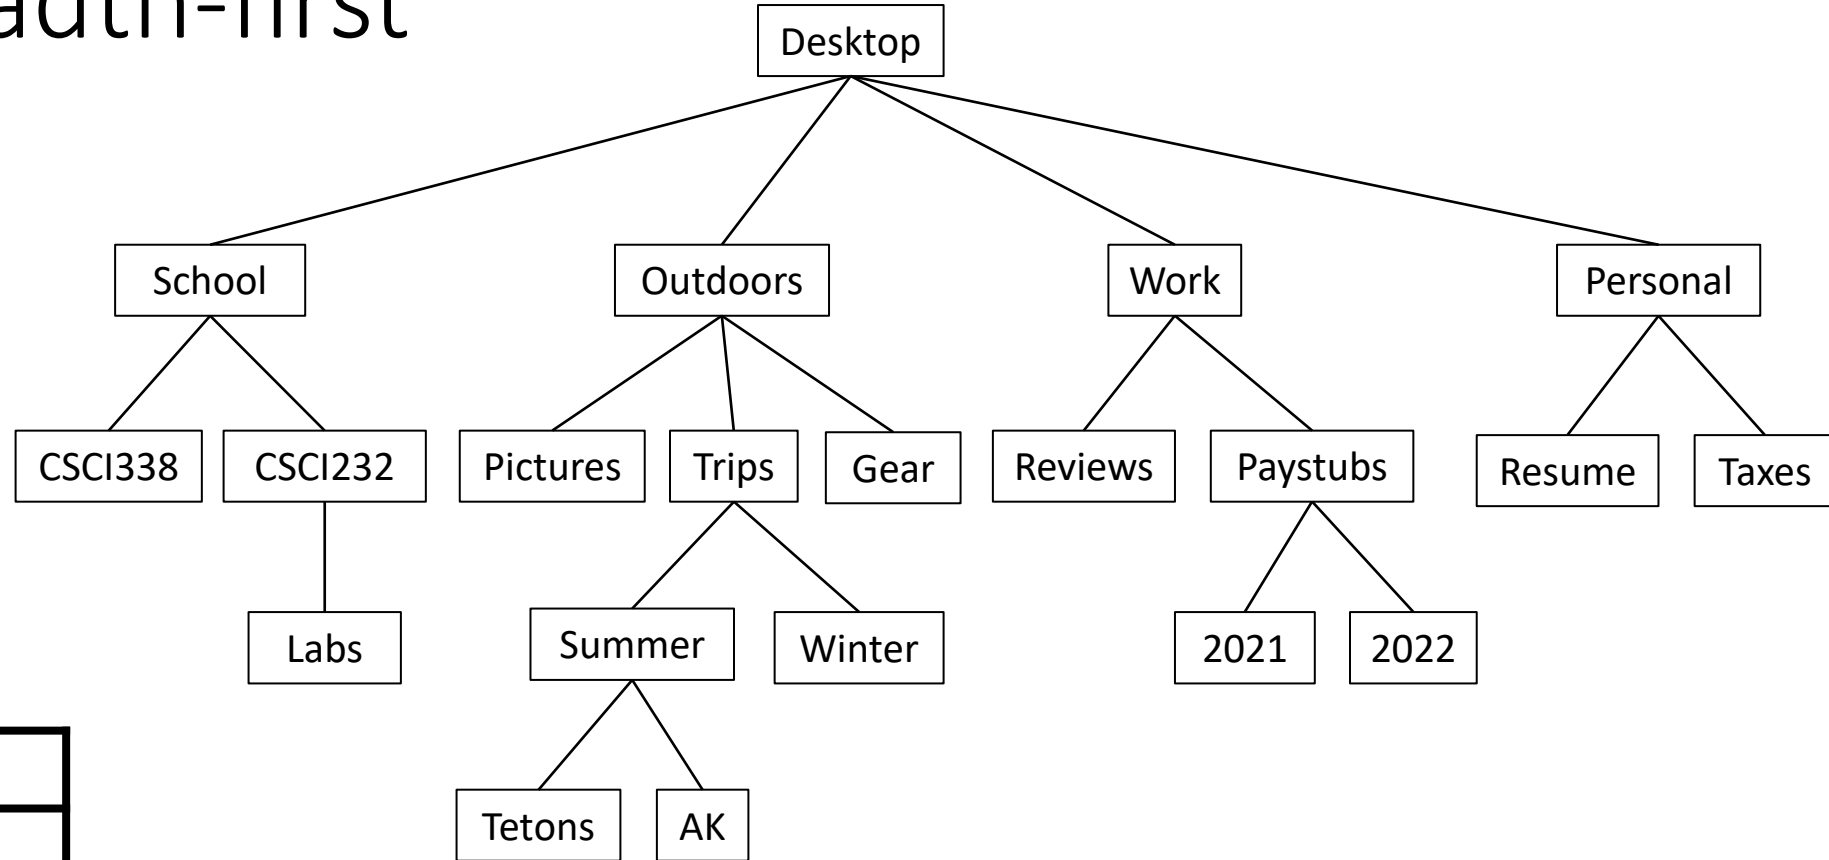 adth-first
Desktop
School Outdoors Work Personal
CSCI338 CSCI232 Pictures Trips Gear Reviews Paystubs Resume Taxes
Labs Summer Winter 2021 2022
Tetons AK